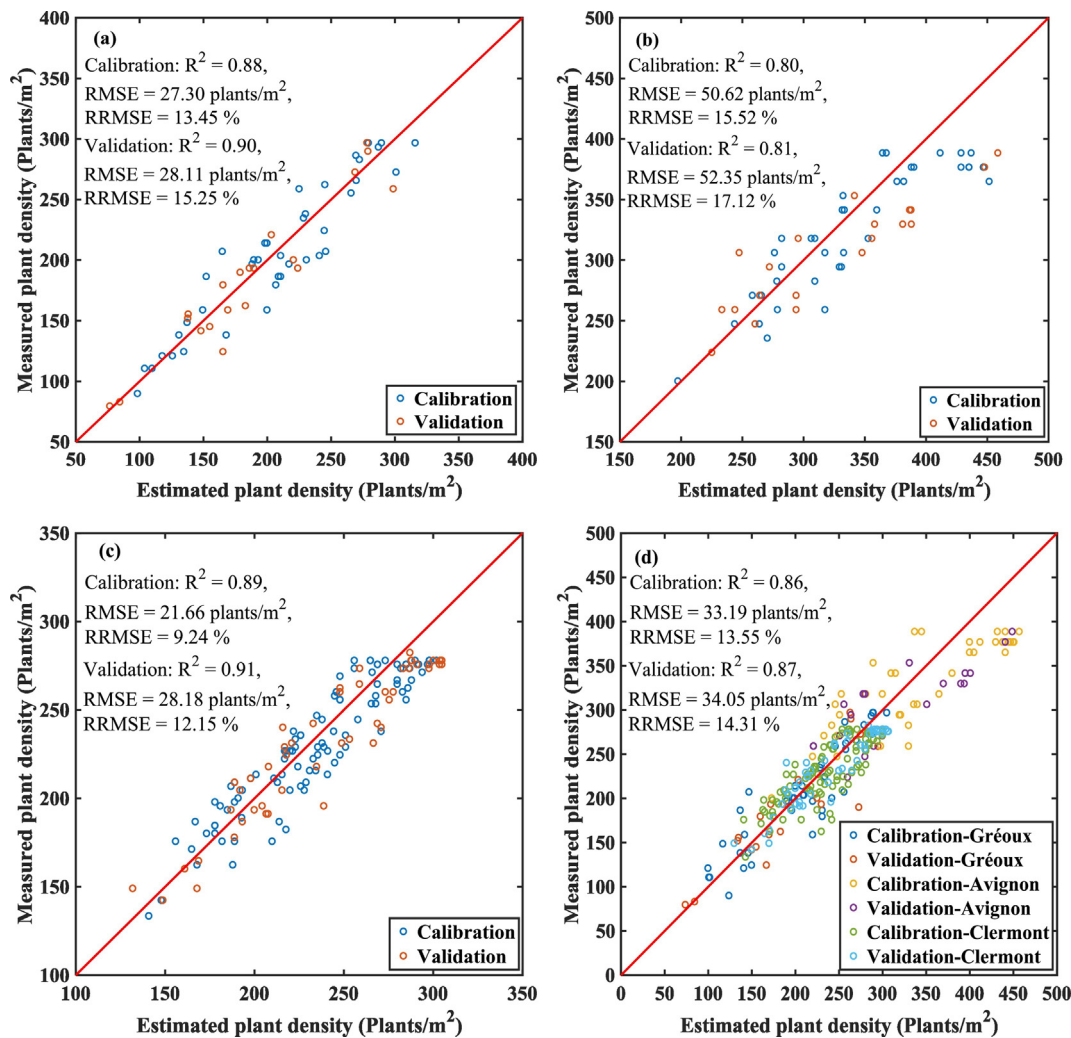 (a)
Calibration: R² = 0.88,
RMSE = 27.30 plants/m²,
RRMSE = 13.45 %
Validation: R² = 0.90,
RMSE = 28.11 plants/m²,
RRMSE = 15.25 %
Measured plant density (Plants/m²)
400
350
300
250
200
150
100
50
Calibration
Validation
50 100 150 200 250 300 350 400
Estimated plant density (Plants/m²)
(b)
Calibration: R² = 0.80,
RMSE = 50.62 plants/m²,
RRMSE = 15.52 %
Validation: R² = 0.81,
RMSE = 52.35 plants/m²,
RRMSE = 17.12 %
Measured plant density (Plants/m²)
500
450
400
350
300
250
200
150
Calibration
Validation
150 200 250 300 350 400 450 500
Estimated plant density (Plants/m²)
(c)
Calibration: R² = 0.89,
RMSE = 21.66 plants/m²,
RRMSE = 9.24 %
Validation: R² = 0.91,
RMSE = 28.18 plants/m²,
RRMSE = 12.15 %
Measured plant density (Plants/m²)
350
300
250
200
150
100
Calibration
Validation
100 150 200 250 300 350
Estimated plant density (Plants/m²)
(d)
Calibration: R² = 0.86,
RMSE = 33.19 plants/m²,
RRMSE = 13.55 %
Validation: R² = 0.87,
RMSE = 34.05 plants/m²,
RRMSE = 14.31 %
Measured plant density (Plants/m²)
500
450
400
350
300
250
200
150
100
50
0
Calibration-Gréoux
Validation-Gréoux
Calibration-Avignon
Validation-Avignon
Calibration-Clermont
Validation-Clermont
0 50 100 150 200 250 300 350 400 450 500
Estimated plant density (Plants/m²)